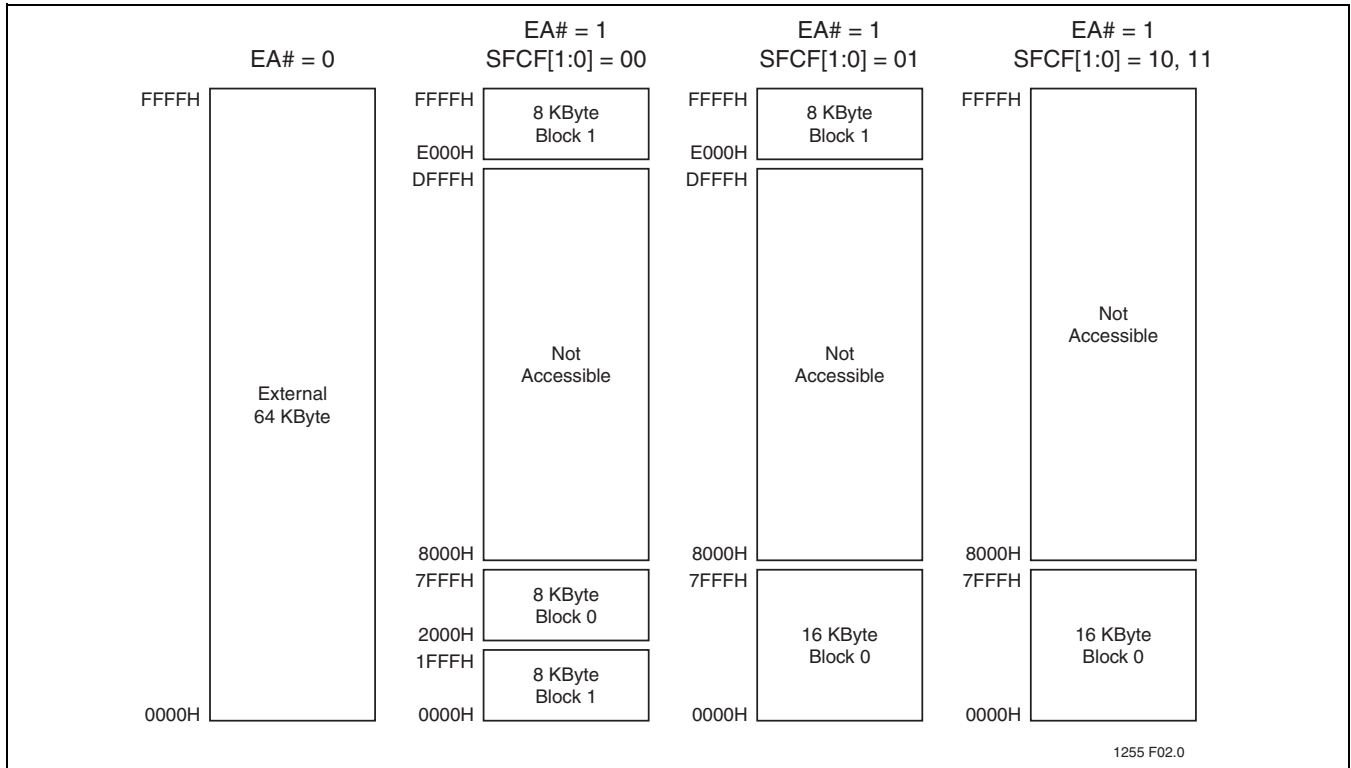 EA# = 0
EA# = 1
SFCF[1:0] = 00
EA# = 1
SFCF[1:0] = 01
EA# = 1
SFCF[1:0] = 10, 11
FFFFH
External
64 KByte
0000H
FFFFH
8 KByte
Block 1
E000H
DFFFH
Not
Accessible
8000H
7FFFH
8 KByte
Block 0
2000H
1FFFH
8 KByte
Block 1
0000H
FFFFH
8 KByte
Block 1
E000H
DFFFH
Not
Accessible
8000H
7FFFH
16 KByte
Block 0
0000H
FFFFH
Not
Accessible
8000H
7FFFH
16 KByte
Block 0
0000H
1255 F02.0